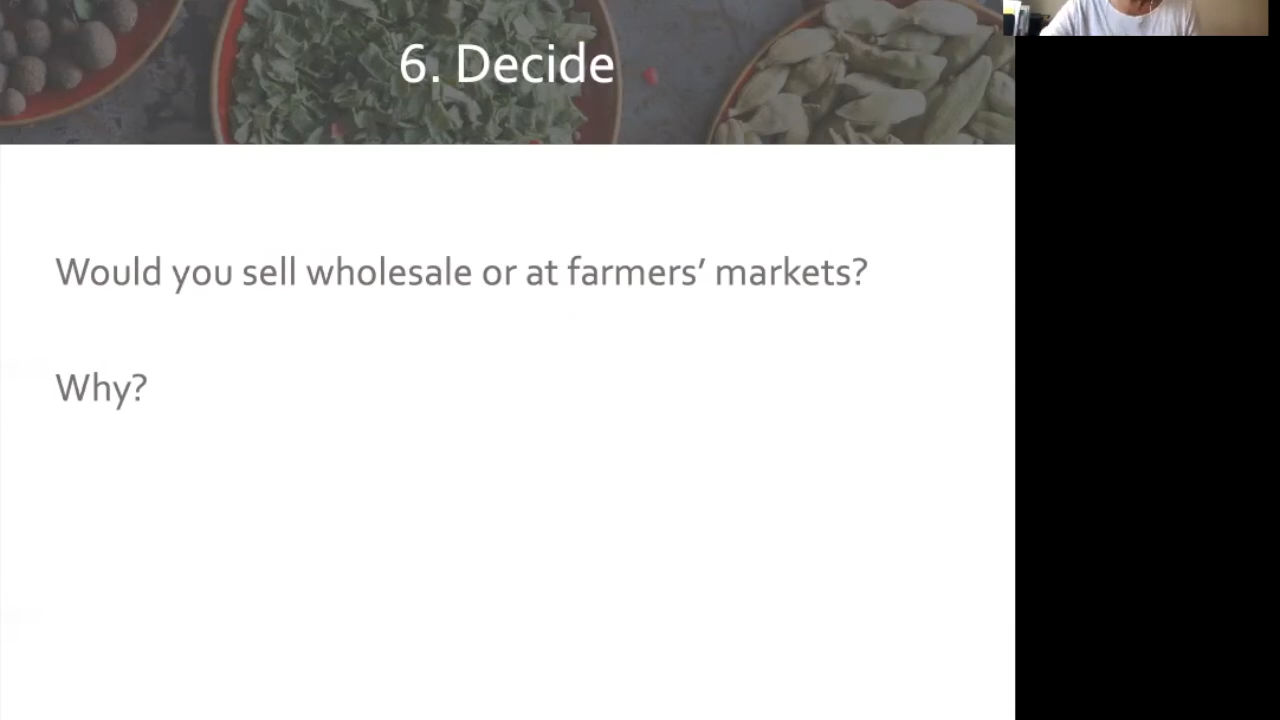 6. Decide
Would you sell wholesale or at farmers’ markets?
Why?